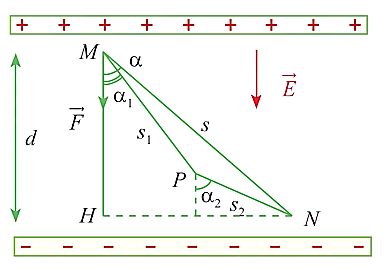 + + + + + + + + +
M α
α₁ E⃗
F⃗
s₁ s
d
P
α₂
s₂
H N
− − − − − − − − −